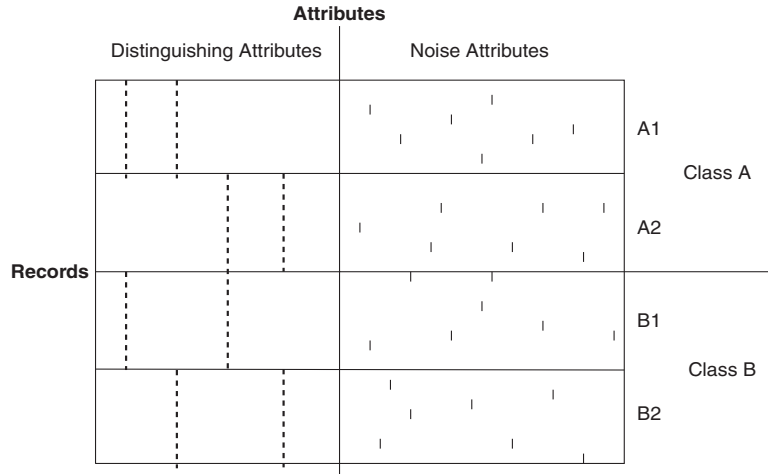 Attributes
Distinguishing Attributes
Noise Attributes
A1
Class A
A2
Records
B1
Class B
B2